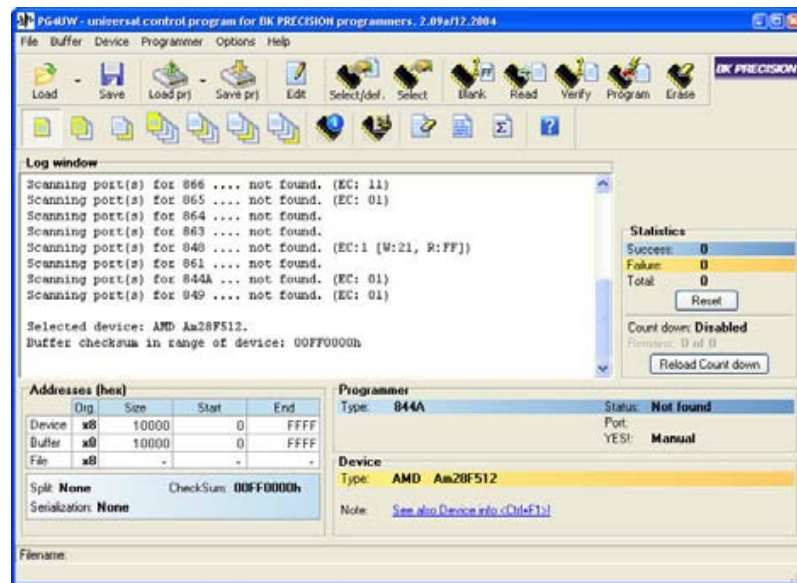 PG4UW - universal control program for BK PRECISION programmers. 2.09a/12.2004
File Buffer Device Programmer Options Help
Load Save Load prj Save prj Edit Select/def. Select Blank Read Verify Program Erase
BK PRECISION
Log window
Scanning port(s) for 866 .... not found. (EC: 11)
Scanning port(s) for 865 .... not found. (EC: 01)
Scanning port(s) for 864 .... not found.
Scanning port(s) for 863 .... not found.
Scanning port(s) for 848 .... not found. (EC:1 [W:21, R:FF])
Scanning port(s) for 861 .... not found.
Scanning port(s) for 844A .... not found. (EC: 01)
Scanning port(s) for 849 .... not found. (EC: 01)
Selected device: AMD Am28F512.
Buffer checksum in range of device: 00FF0000h
Statistics
Success: 0
Failure: 0
Total: 0
Reset
Count down: Disabled
Remains: 0 of 0
Reload Count down
Addresses (hex)
Org. Size Start End
Device x8 10000 0 FFFF
Buffer x8 10000 0 FFFF
File x8 - - -
Split: None CheckSum: 00FF0000h
Serialization: None
Programmer
Type: 844A Status: Not found
Port:
YES!: Manual
Device
Type: AMD Am28F512
Note: See also Device info <Ctrl+F1>!
Filename: